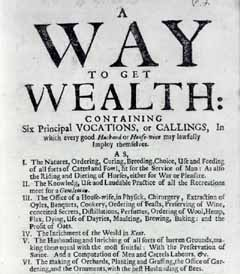 A
WAY
TO GET
WEALTH:
CONTAINING
Six Principal VOCATIONS, or CALLINGS, In
which every good Husband or House-wife may lawfully
Imploy themselves.
AS,
I. The Natures, Ordering, Curing, Breeding, Choice, Use and Feeding
of all sorts of Cattel and Fowl, fit for the Service of Man: As also
the Riding and Dieting of Horses, either for War or Pleasure.
II. The Knowledg, Use and Laudable Practice of all the Recreations
meet for a Gentleman.
III. The Office of a House-wife, in Physick, Chirurgery, Extraction of
Oyles, Banquets, Cookery, Ordering of Feasts, Preserving of Wine,
conceited Secrets, Distillations, Perfumes, Ordering of Wool, Hemp,
Flax, Dying, Use of Dayries, Maulting, Brewing, Baking: and the
Profit of Oats.
IV. The Inrichment of the Weald in Kent.
V. The Husbanding and Inriching of all sorts of barren Grounds, ma-
king them equal with the most fruitful: With the Preservation of
Swine. And a Computation of Men and Cattels Labours, &c.
VI. The making of Orchards, Planting and Graffing, the Office of Gar-
dening, and the Ornaments, with the best Husbanding of Bees.